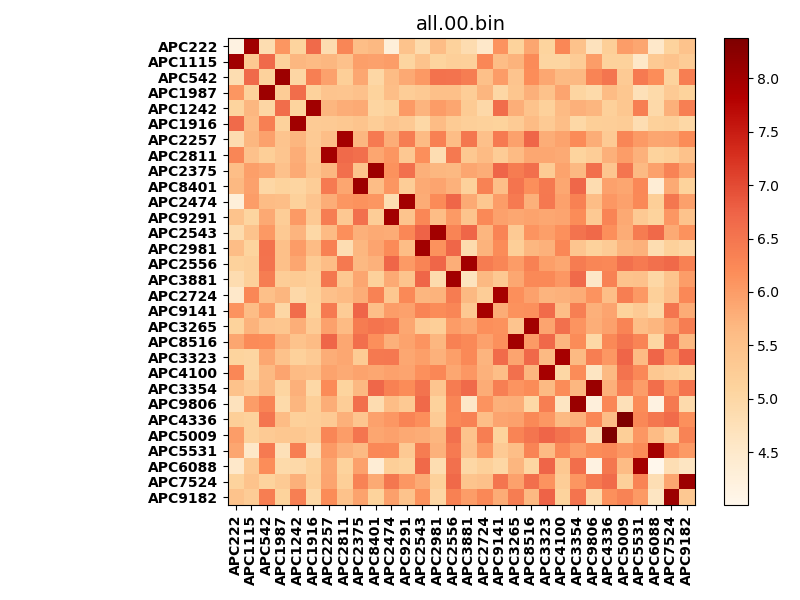 all.00.bin
APC222
APC1115
APC542
APC1987
APC1242
APC1916
APC2257
APC2811
APC2375
APC8401
APC2474
APC9291
APC2543
APC2981
APC2556
APC3881
APC2724
APC9141
APC3265
APC8516
APC3323
APC4100
APC3354
APC9806
APC4336
APC5009
APC5531
APC6088
APC7524
APC9182
8.0
7.5
7.0
6.5
6.0
5.5
5.0
4.5
APC222
APC1115
APC542
APC1987
APC1242
APC1916
APC2257
APC2811
APC2375
APC8401
APC2474
APC9291
APC2543
APC2981
APC2556
APC3881
APC2724
APC9141
APC3265
APC8516
APC3323
APC4100
APC3354
APC9806
APC4336
APC5009
APC5531
APC6088
APC7524
APC9182